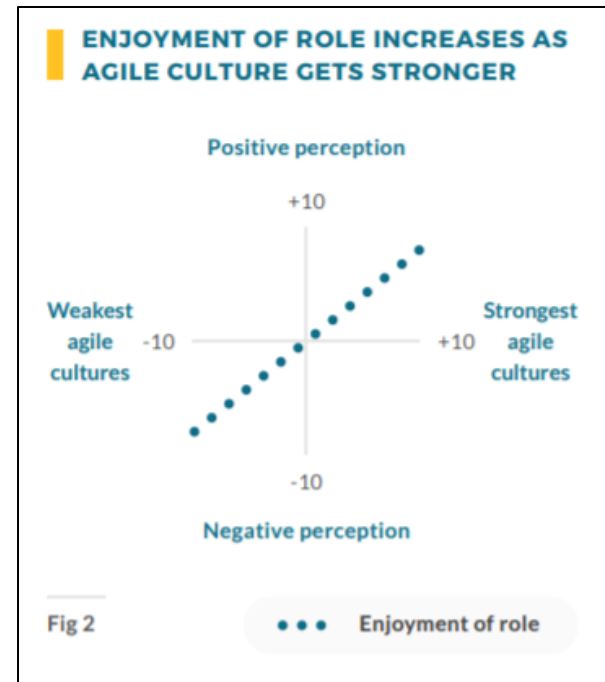 ENJOYMENT OF ROLE INCREASES AS
AGILE CULTURE GETS STRONGER
Positive perception
+10
Weakest
agile
cultures
-10
+10
Strongest
agile
cultures
-10
Negative perception
Fig 2
Enjoyment of role